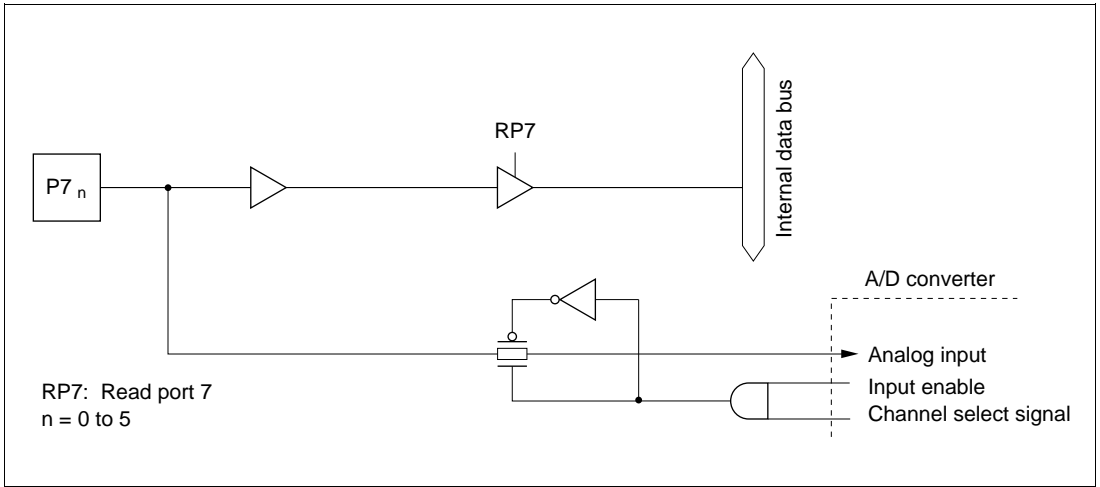 RP7
P7 n
Internal data bus
A/D converter
Analog input
Input enable
Channel select signal
RP7: Read port 7
n = 0 to 5